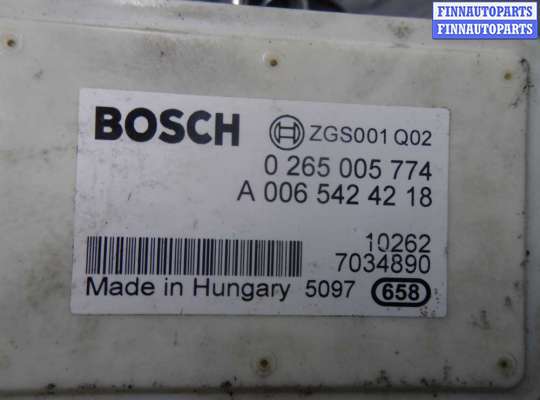 FINNAUTOPARTS
FINNAUTOPARTS
BOSCH ZGS001 Q02
0 265 005 774
A 006 542 42 18
10262
7034890
Made in Hungary 5097 658